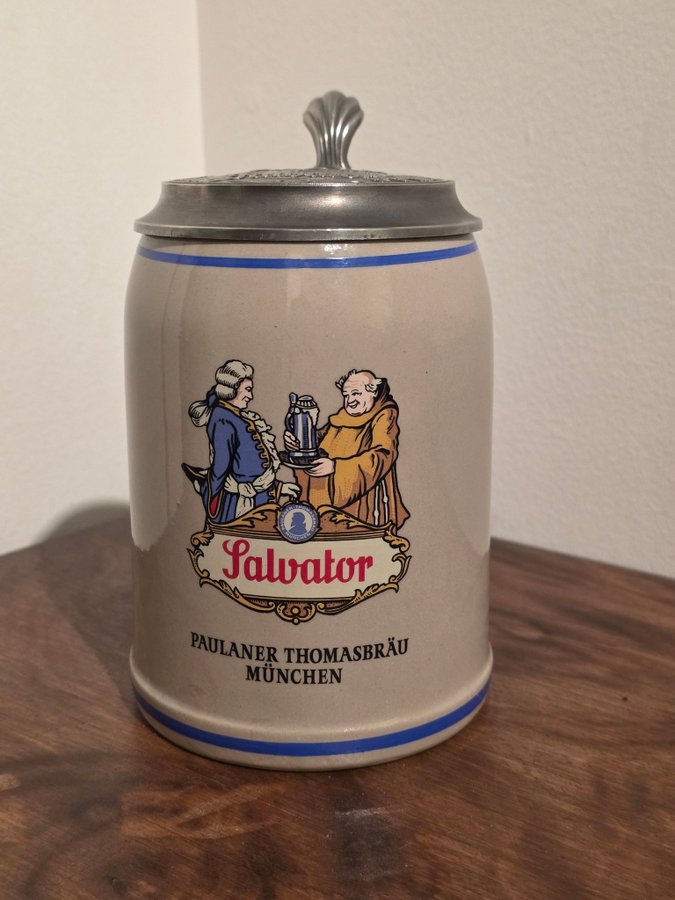 Salvator
PAULANER THOMASBRÄU
MÜNCHEN